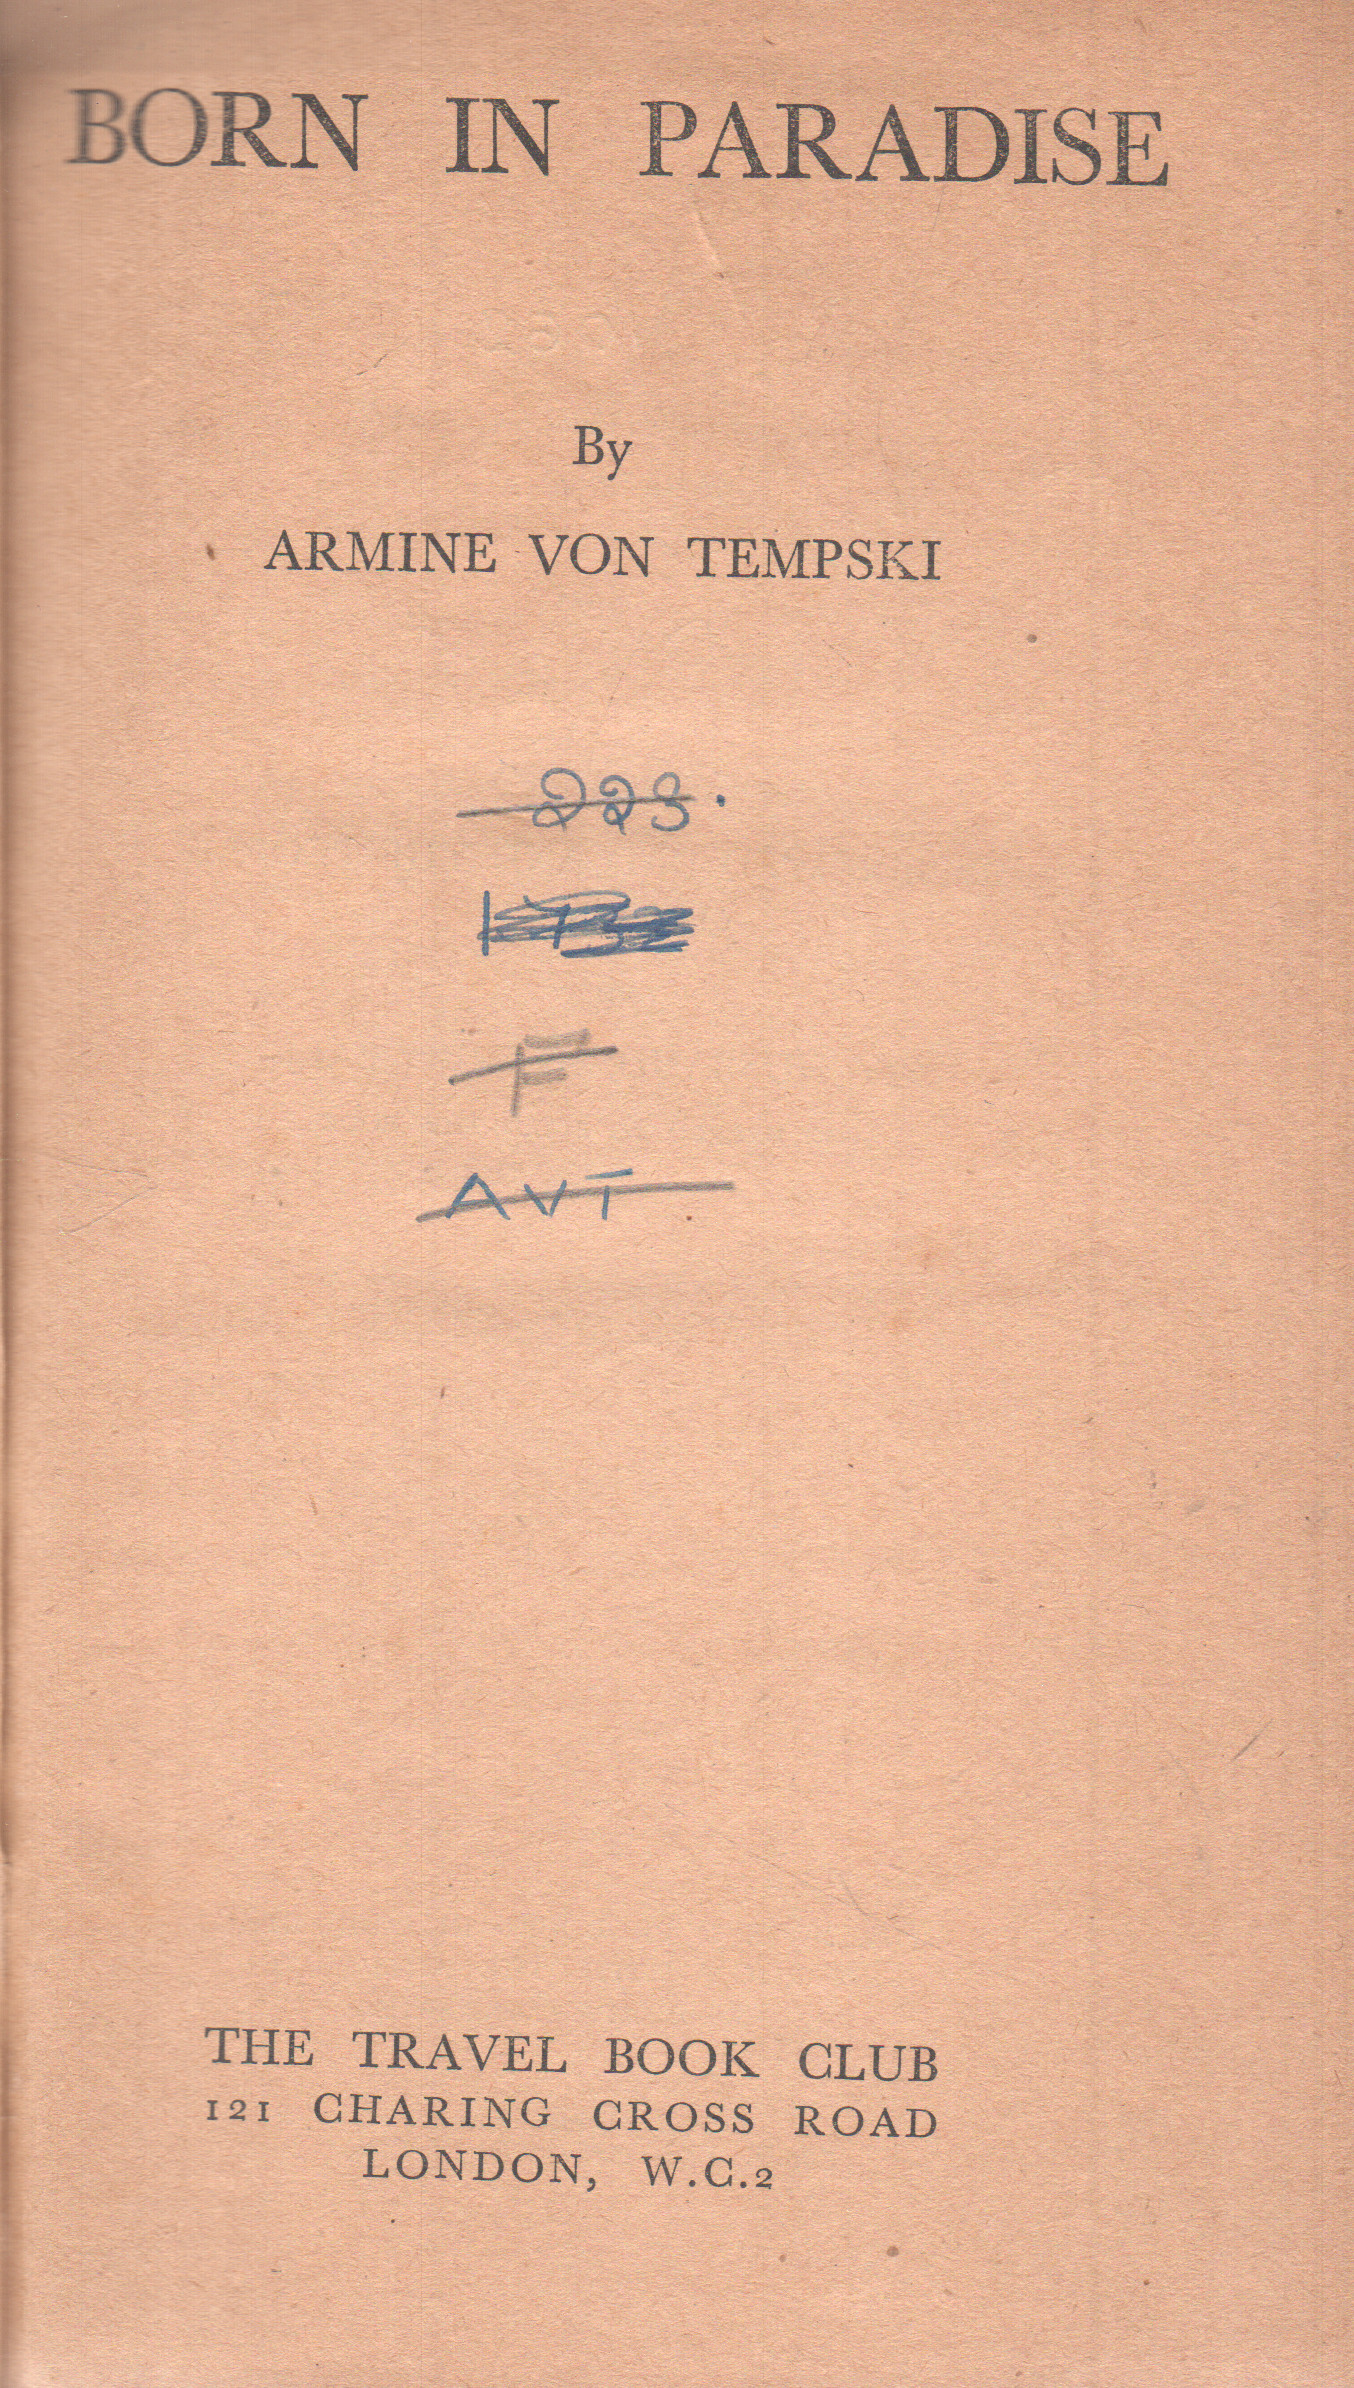 BORN IN PARADISE
By
ARMINE VON TEMPSKI
F
AVT
THE TRAVEL BOOK CLUB
121 CHARING CROSS ROAD
LONDON, W.C.2